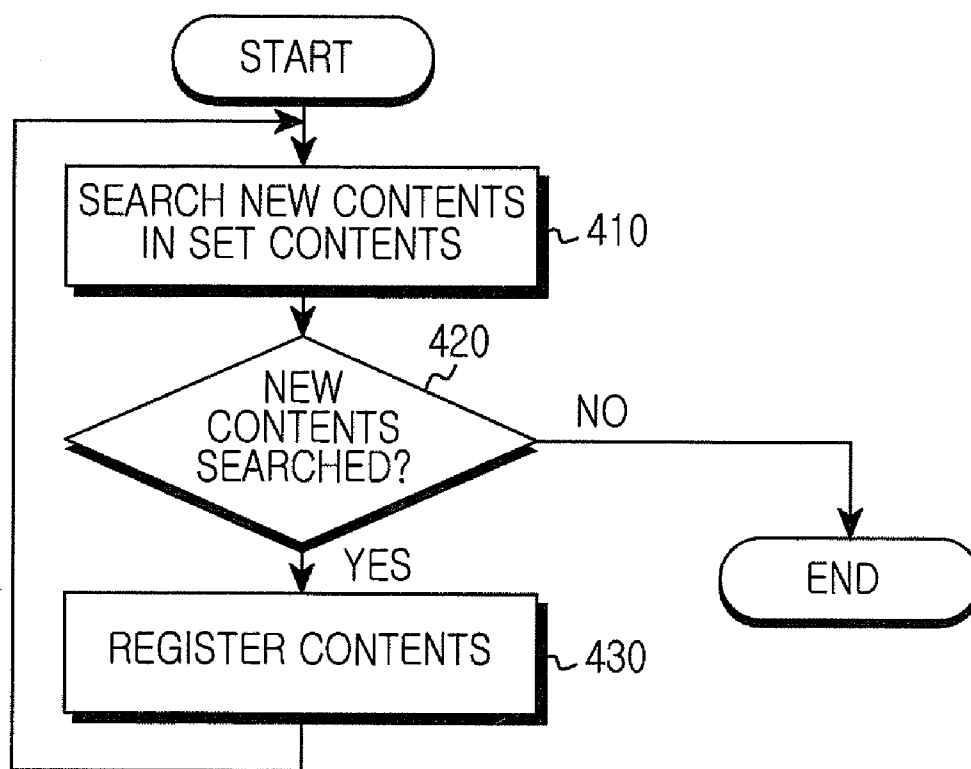 START
SEARCH NEW CONTENTS
IN SET CONTENTS
410
420
NEW
CONTENTS
SEARCHED?
NO
YES
END
REGISTER CONTENTS
430